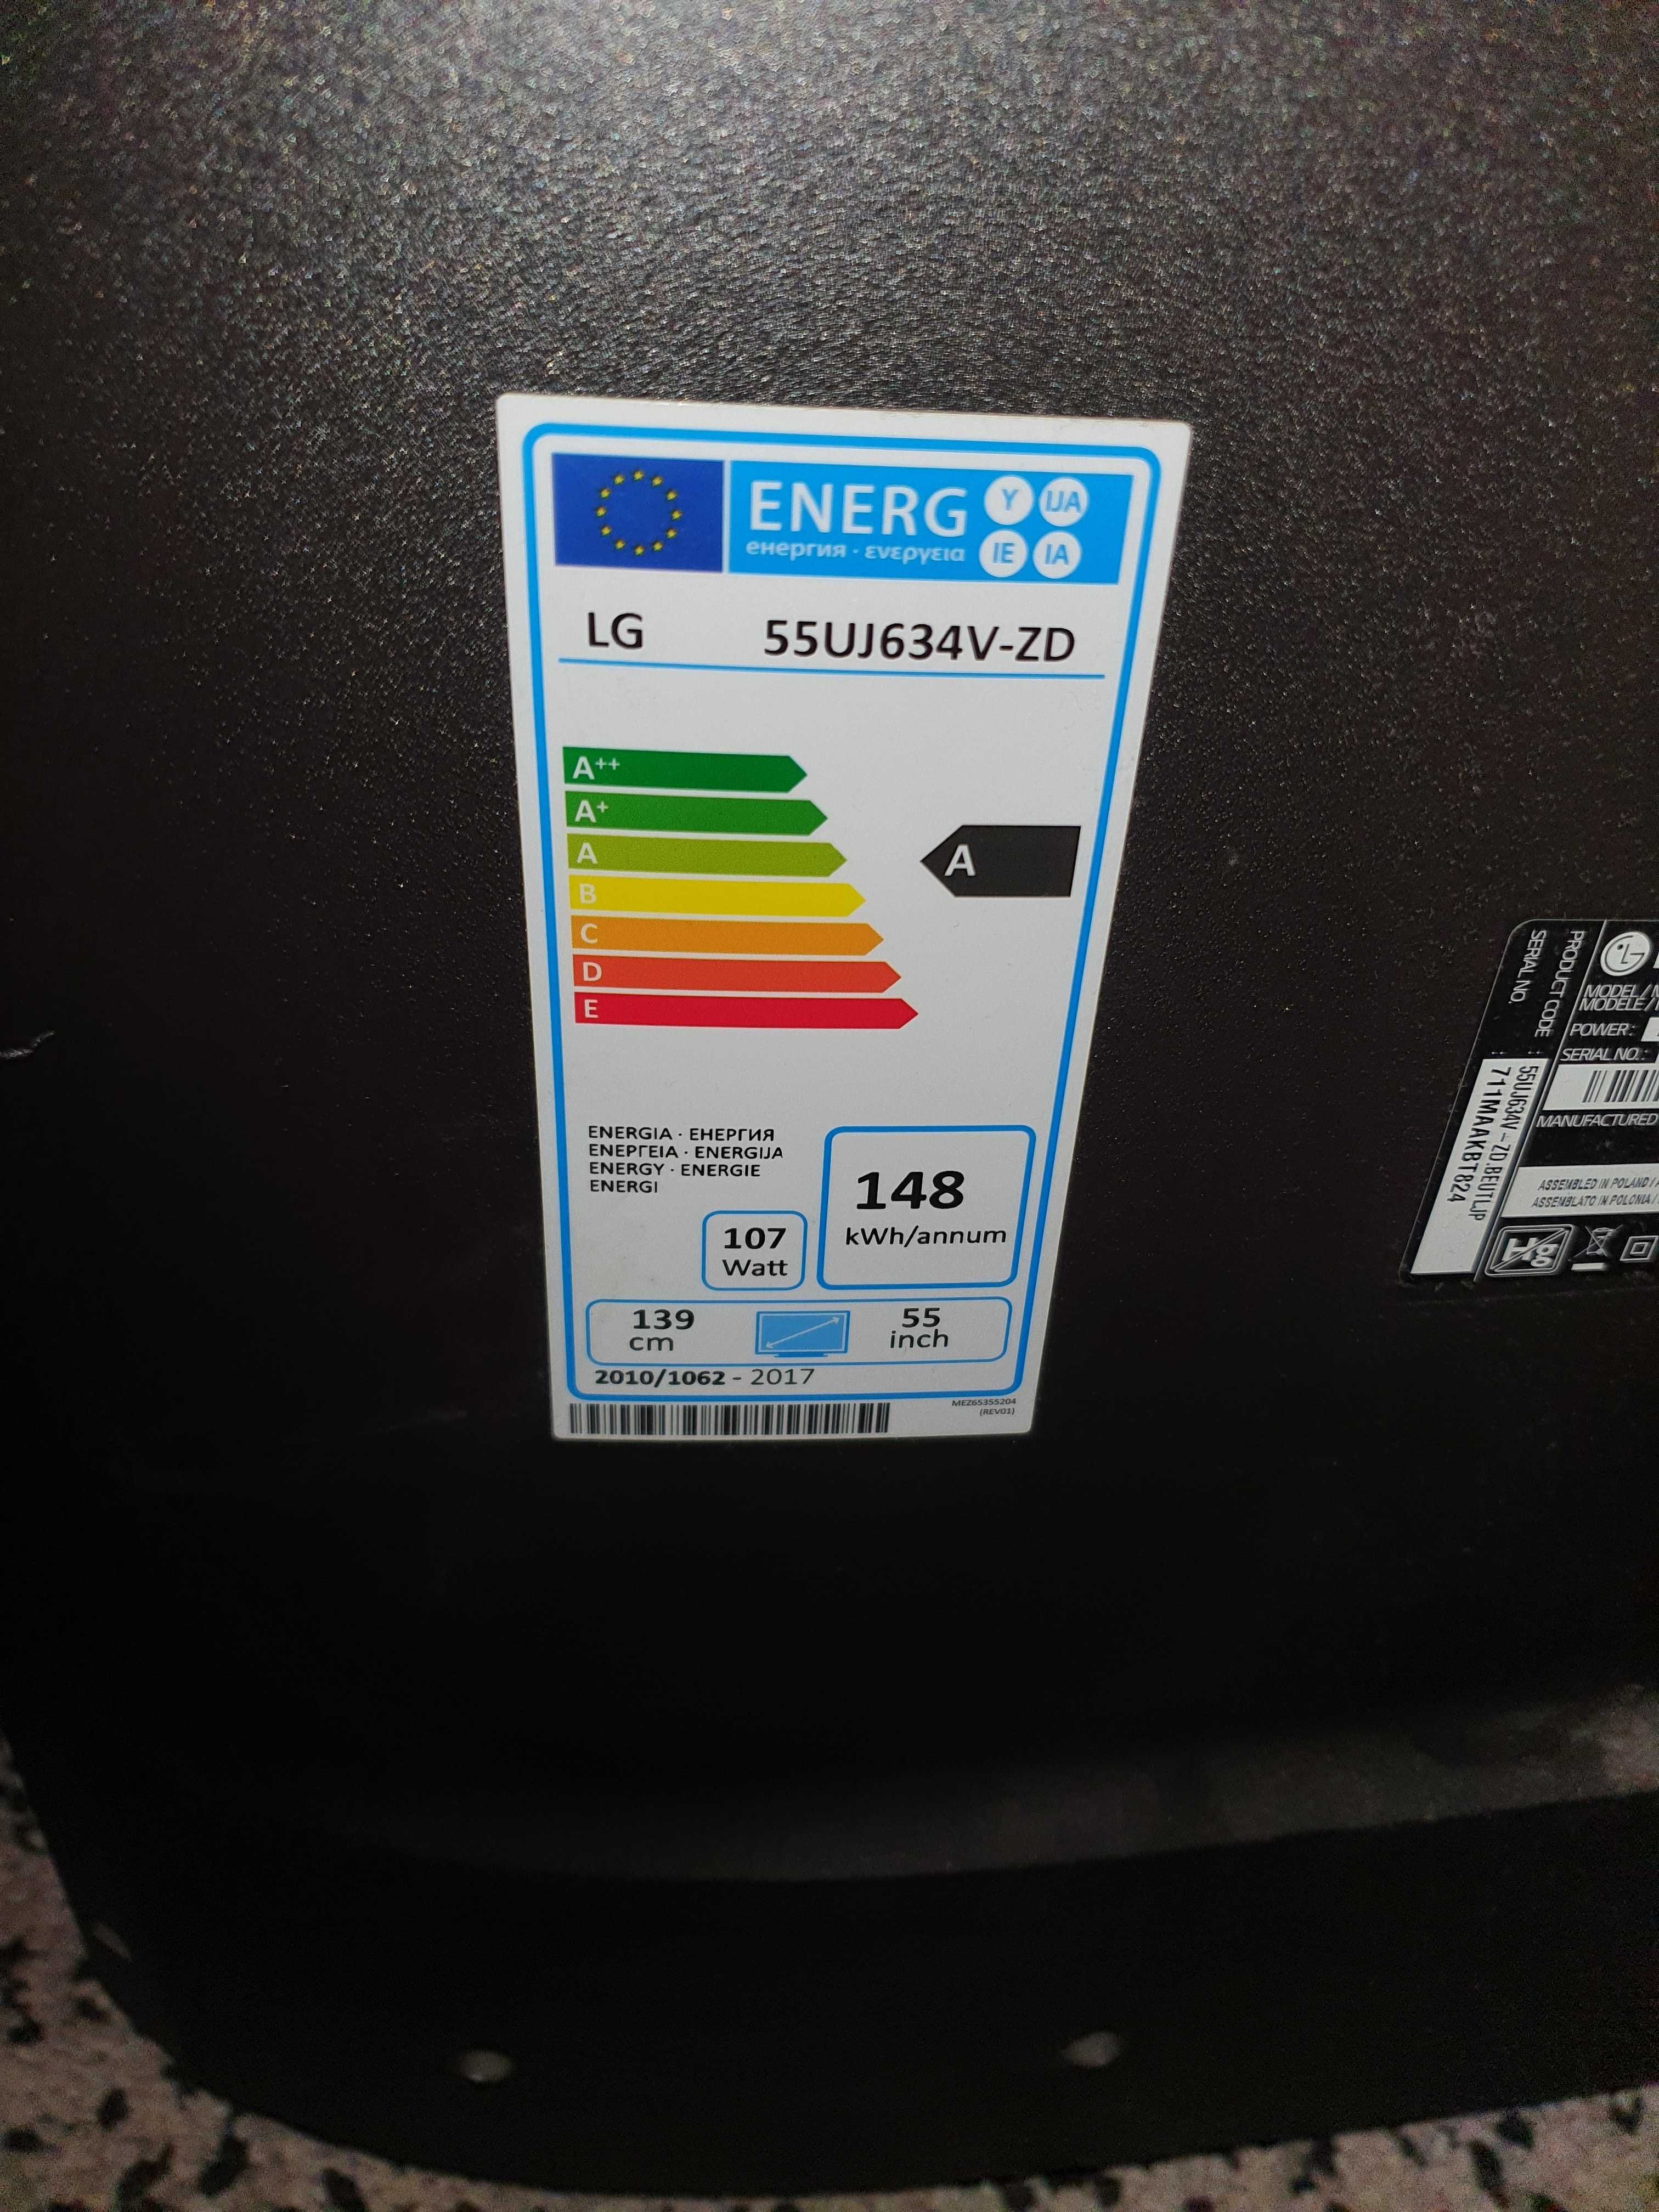 ENERG Y IJA
енергия · ενεργεια IE IA
LG 55UJ634V-ZD
A++
A+
A
A
B
C
D
E
ENERGIA · ЕНЕРГИЯ
ΕΝΕΡΓΕΙΑ · ENERGIJA
ENERGY · ENERGIE
ENERGI
148
kWh/annum
107
Watt
139
cm
55
inch
2010/1062 - 2017
MEZ65355204
(REV01)
LG
MODEL /
MODELE /
POWER :
SERIAL NO. :
MANUFACTURED
ASSEMBLED IN POLAND /
ASSEMBLATO IN POLONIA /
Hg
PRODUCT CODE : 55UJ634V-ZD.BEUTLJP
SERIAL NO. : 711MAAKBT824